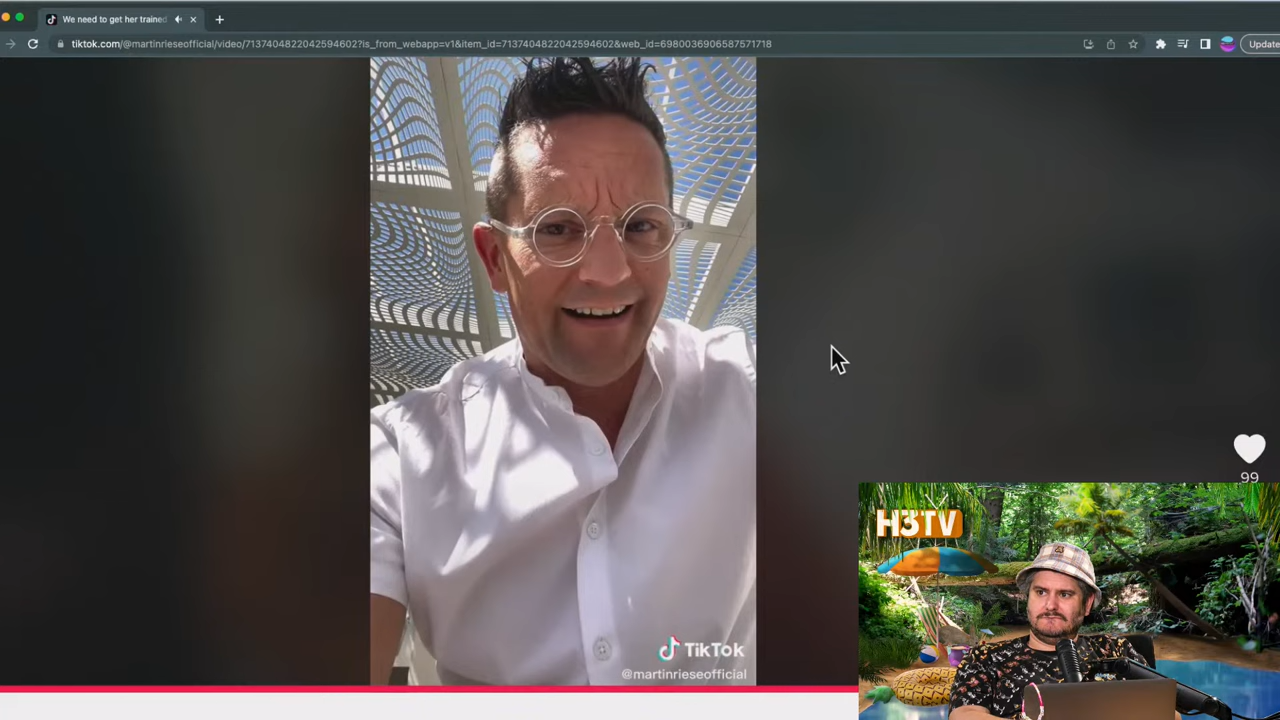 We need to get her trained
tiktok.com/@martinrieseofficial/video/7137404822042594602?is_from_webapp=v1&item_id=7137404822042594602&web_id=6980036906587571718
Update
99
H3TV
TikTok
@martinrieseofficial